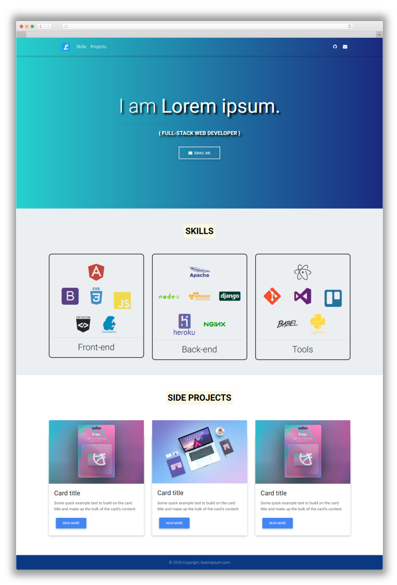 Skills Projects
I am Lorem ipsum.
{ FULL-STACK WEB DEVELOPER }
EMAIL ME
SKILLS
B
JS
Front-end
Apache
node
django
heroku
NGINX
Back-end
BABEL
Tools
SIDE PROJECTS
Card title
Some quick example text to build on the card
title and make up the bulk of the card's content.
READ MORE
Card title
Some quick example text to build on the card
title and make up the bulk of the card's content.
READ MORE
Card title
Some quick example text to build on the card
title and make up the bulk of the card's content.
READ MORE
© 2018 Copyright: loremipsum.com